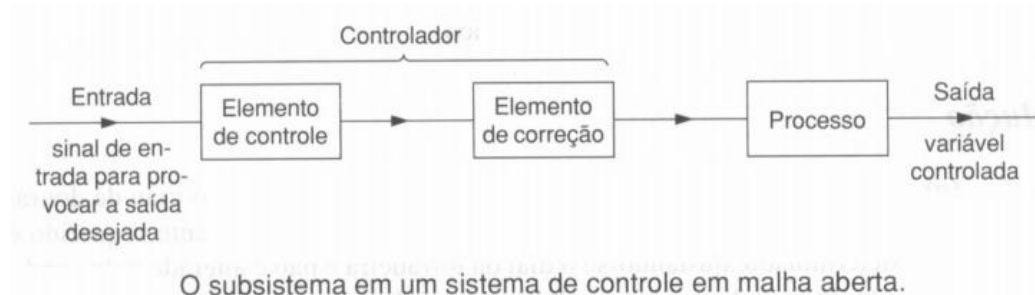 Controlador
Entrada
sinal de en-
trada para pro-
vocar a saída
desejada
Elemento
de controle
Elemento
de correção
Processo
Saída
variável
controlada
O subsistema em um sistema de controle em malha aberta.